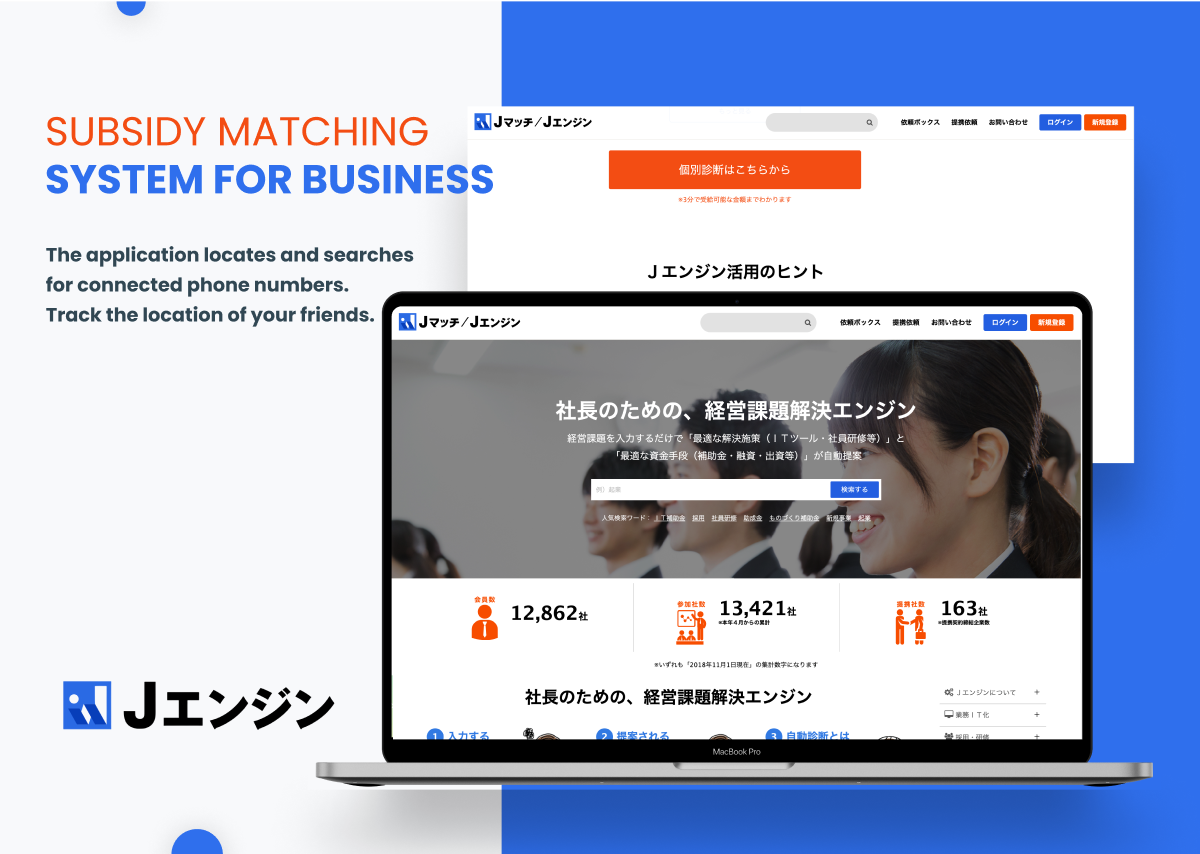 SUBSIDY MATCHING
SYSTEM FOR BUSINESS
The application locates and searches
for connected phone numbers.
Track the location of your friends.
Jマッチ/Jエンジン
依頼ボックス 提携依頼 お問い合わせ ログイン 新規登録
個別診断はこちらから
※3分で受給可能な金額までわかります
Jエンジン活用のヒント
Jマッチ/Jエンジン
依頼ボックス 提携依頼 お問い合わせ ログイン 新規登録
社長のための、経営課題解決エンジン
経営課題を入力するだけで「最適な解決施策(ITツール・社員研修等)」と
「最適な資金手段(補助金・融資・出資等)」が自動提案
例)起業 検索する
人気検索ワード: IT補助金 採用 社員研修 助成金 ものづくり補助金 新規事業 起業
会員数
12,862社
参加社数
13,421社
※本年4月からの累計
提携社数
163社
※提携契約締結企業数
※いずれも「2018年11月1日現在」の集計数字になります
社長のための、経営課題解決エンジン
1 入力する
2 提案される
3 自動診断とは
Jエンジンについて +
業務IT化 +
採用・研修 +
MacBook Pro
Jエンジン